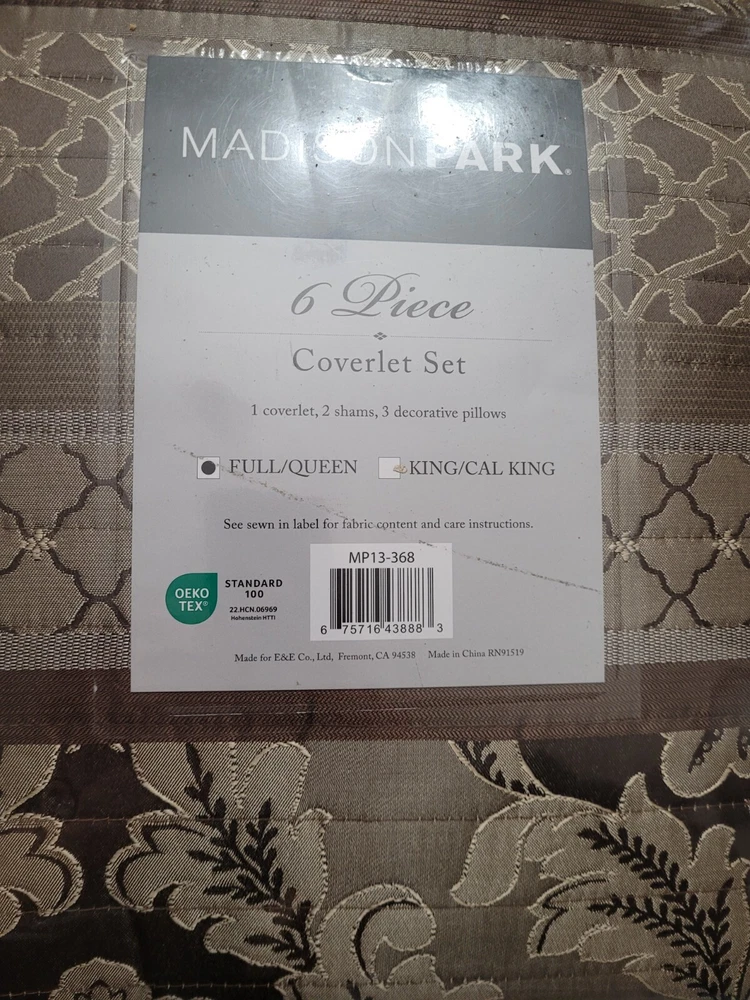 MADISONPARK®
6 Piece
Coverlet Set
1 coverlet, 2 shams, 3 decorative pillows
FULL/QUEEN KING/CAL KING
See sewn in label for fabric content and care instructions.
MP13-368
OEKO
TEX®
STANDARD
100
22.HCN.06969
Hohenstein HTTI
6 75716 43888 3
Made for E&E Co., Ltd, Fremont, CA 94538 Made in China RN91519